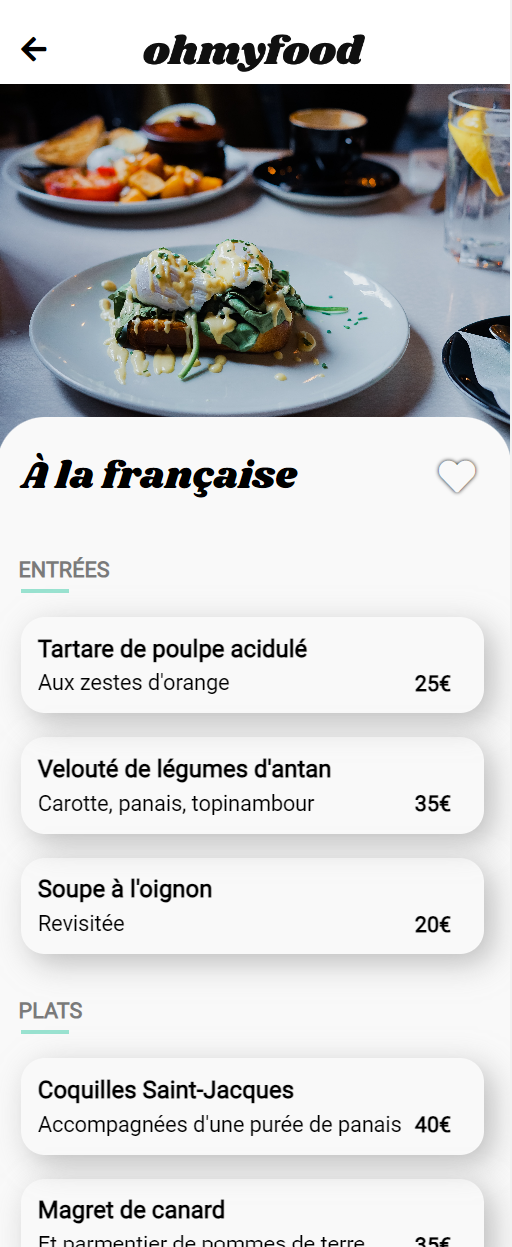 ohmyfood
À la française
ENTRÉES
Tartare de poulpe acidulé
Aux zestes d'orange 25€
Velouté de légumes d'antan
Carotte, panais, topinambour 35€
Soupe à l'oignon
Revisitée 20€
PLATS
Coquilles Saint-Jacques
Accompagnées d'une purée de panais 40€
Magret de canard
Et parmentier de pommes de terre 35€